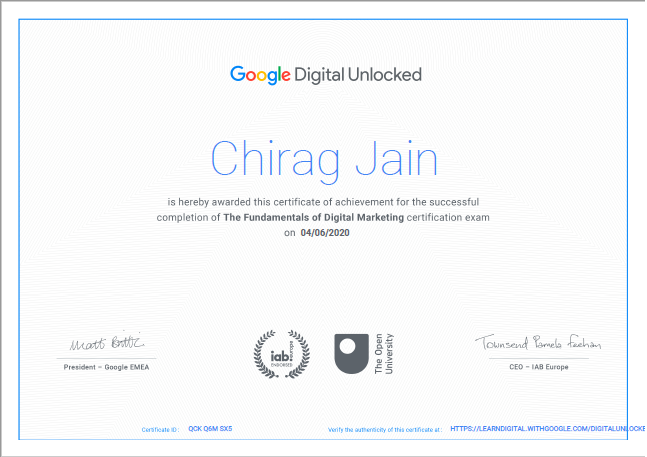 Google Digital Unlocked
Chirag Jain
is hereby awarded this certificate of achievement for the successful
completion of The Fundamentals of Digital Marketing certification exam
on 04/06/2020
Matt Brittin
Townsend Pamela Feehan
iab europe
ENDORSED
The Open
University
President – Google EMEA
CEO – IAB Europe
Certificate ID : QCK Q6M SX5
Verify the authenticity of this certificate at : HTTPS://LEARNDIGITAL.WITHGOOGLE.COM/DIGITALUNLOCKE